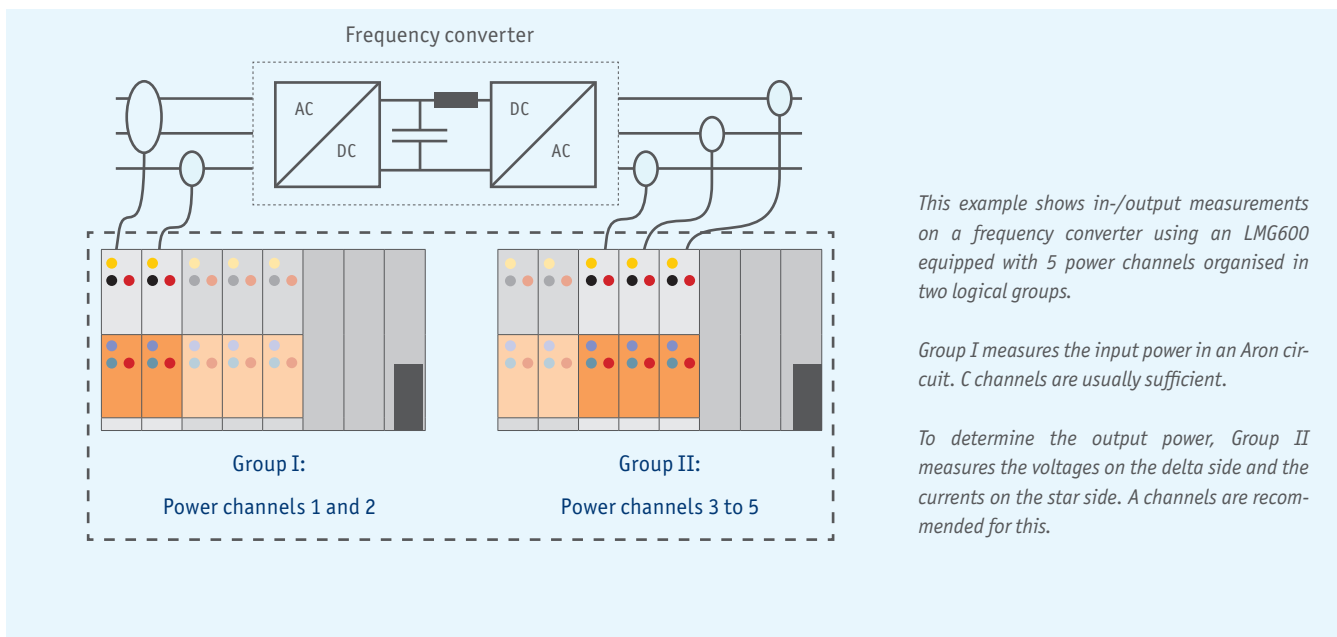 Frequency converter
AC
DC
DC
AC
Group I:
Power channels 1 and 2
Group II:
Power channels 3 to 5
This example shows in-/output measurements
on a frequency converter using an LMG600
equipped with 5 power channels organised in
two logical groups.
Group I measures the input power in an Aron cir-
cuit. C channels are usually sufficient.
To determine the output power, Group II
measures the voltages on the delta side and the
currents on the star side. A channels are recom-
mended for this.